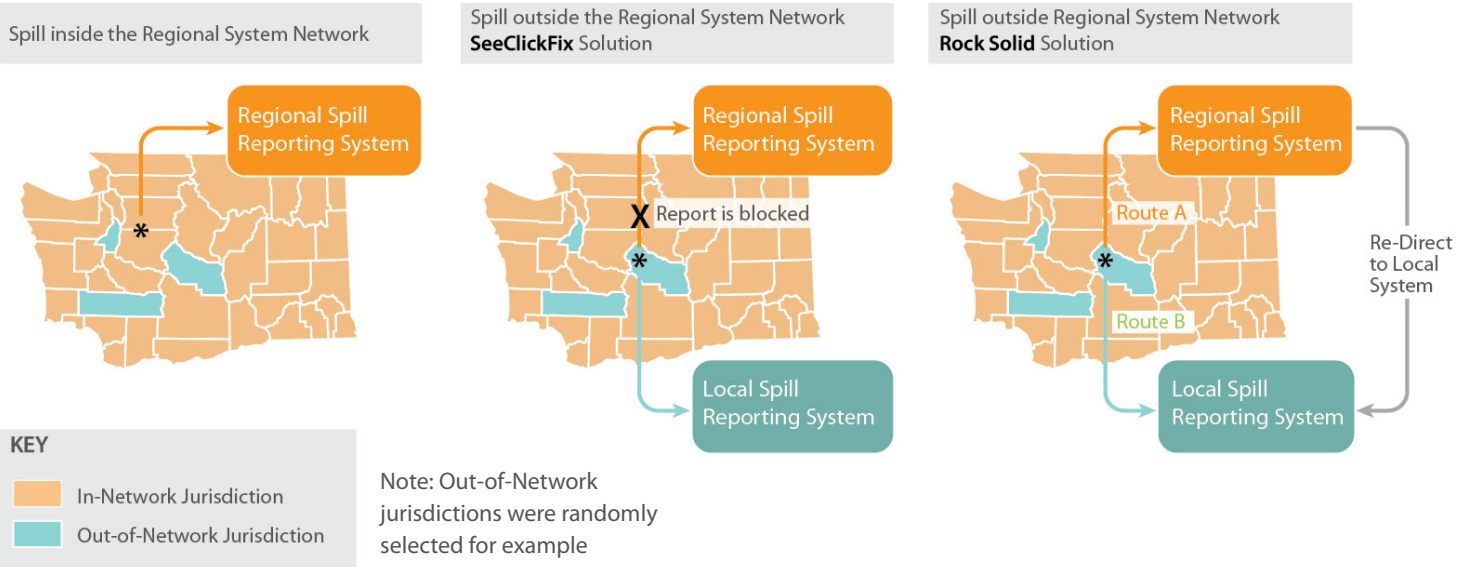 Spill inside the Regional System Network
Regional Spill
Reporting System
*
Spill outside the Regional System Network
SeeClickFix Solution
Regional Spill
Reporting System
X Report is blocked
*
Local Spill
Reporting System
Spill outside Regional System Network
Rock Solid Solution
Regional Spill
Reporting System
Route A
*
Route B
Re-Direct
to Local
System
Local Spill
Reporting System
KEY
In-Network Jurisdiction
Out-of-Network Jurisdiction
Note: Out-of-Network
jurisdictions were randomly
selected for example